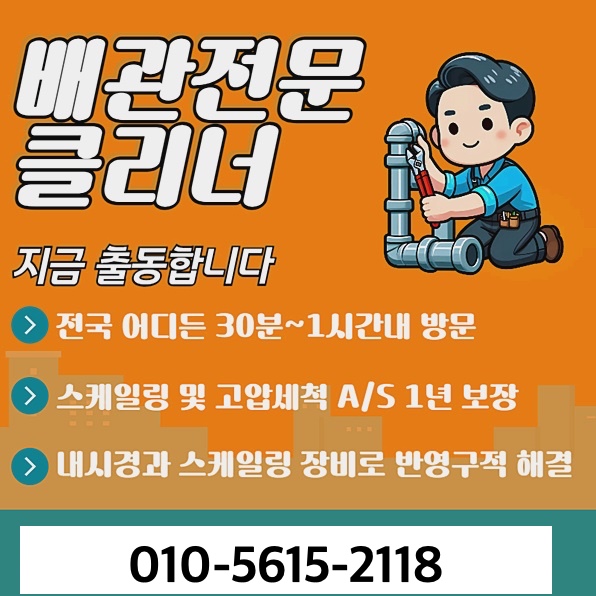 배관전문
클리너
지금 출동합니다
전국 어디든 30분~1시간내 방문
스케일링 및 고압세척 A/S 1년 보장
내시경과 스케일링 장비로 반영구적 해결
010-5615-2118